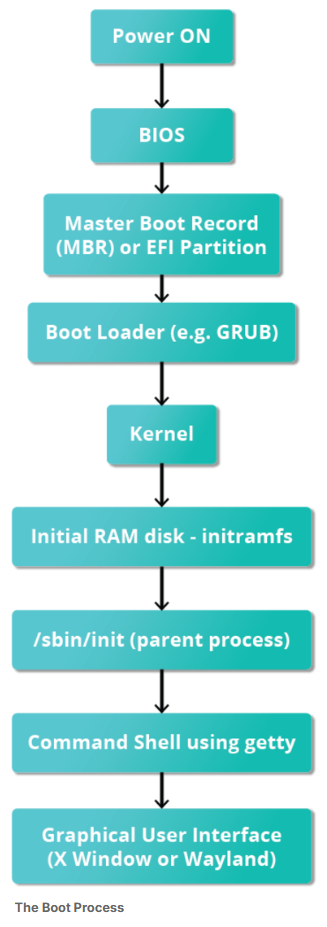 Power ON
BIOS
Master Boot Record
(MBR) or EFI Partition
Boot Loader (e.g. GRUB)
Kernel
Initial RAM disk - initramfs
/sbin/init (parent process)
Command Shell using getty
Graphical User Interface
(X Window or Wayland)
The Boot Process